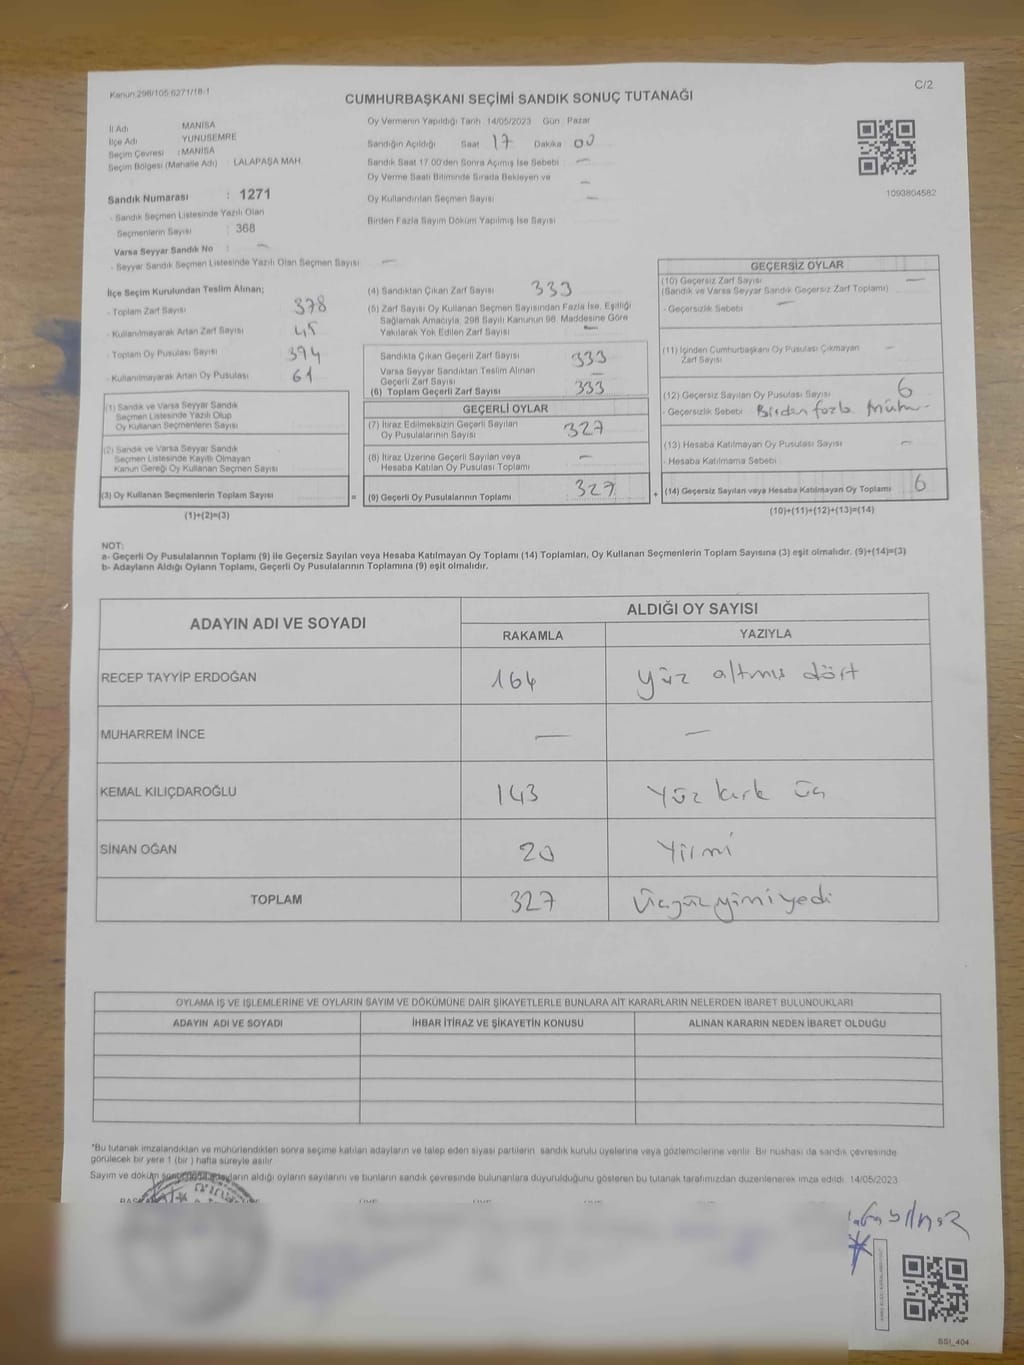 Kanun:298/105.6271/18-1
C/2
CUMHURBAŞKANI SEÇİMİ SANDIK SONUÇ TUTANAĞI
İl Adı : MANİSA
İlçe Adı : YUNUSEMRE
Seçim Çevresi : MANİSA
Seçim Bölgesi (Mahalle Adı) : LALAPAŞA MAH.
Sandık Numarası : 1271
- Sandık Seçmen Listesinde Yazılı Olan
Seçmenlerin Sayısı : 368
Varsa Seyyar Sandık No : —
- Seyyar Sandık Seçmen Listesinde Yazılı Olan Seçmen Sayısı : —
Oy Vermenin Yapıldığı Tarih :14/05/2023 Gün : Pazar
Sandığın Açıldığı Saat 17 Dakika 00
Sandık Saat 17.00'den Sonra Açılmış İse Sebebi : —
Oy Verme Saati Bitiminde Sırada Bekleyen ve —
Oy Kullandırılan Seçmen Sayısı —
Birden Fazla Sayım Döküm Yapılmış İse Sayısı
1093804582
İlçe Seçim Kurulundan Teslim Alınan;
- Toplam Zarf Sayısı 378
- Kullanılmayarak Artan Zarf Sayısı 45
- Toplam Oy Pusulası Sayısı 394
- Kullanılmayarak Artan Oy Pusulası 61
(1) Sandık ve Varsa Seyyar Sandık
Seçmen Listesinde Yazılı Olup
Oy Kullanan Seçmenlerin Sayısı
(2) Sandık ve Varsa Seyyar Sandık
Seçmen Listesinde Kayıtlı Olmayan
Kanun Gereği Oy Kullanan Seçmen Sayısı
(3) Oy Kullanan Seçmenlerin Toplam Sayısı
(1)+(2)=(3)
(4) Sandıktan Çıkan Zarf Sayısı 333
(5) Zarf Sayısı Oy Kullanan Seçmen Sayısından Fazla İse, Eşitliği
Sağlamak Amacıyla; 298 Sayılı Kanunun 98. Maddesine Göre
Yakılarak Yok Edilen Zarf Sayısı —
Sandıkta Çıkan Geçerli Zarf Sayısı 333
Varsa Seyyar Sandıktan Teslim Alınan
Geçerli Zarf Sayısı —
(6) Toplam Geçerli Zarf Sayısı 333
GEÇERLİ OYLAR
(7) İtiraz Edilmeksizin Geçerli Sayılan
Oy Pusulalarının Sayısı 327
(8) İtiraz Üzerine Geçerli Sayılan veya
Hesaba Katılan Oy Pusulası Toplamı —
= (9) Geçerli Oy Pusulalarının Toplamı 327
GEÇERSİZ OYLAR
(10) Geçersiz Zarf Sayısı —
(Sandık ve Varsa Seyyar Sandık Geçersiz Zarf Toplamı)
- Geçersizlik Sebebi : —
(11) İçinden Cumhurbaşkanı Oy Pusulası Çıkmayan
Zarf Sayısı —
(12) Geçersiz Sayılan Oy Pusulası Sayısı 6
- Geçersizlik Sebebi : Birden fazla Mühür
(13) Hesaba Katılmayan Oy Pusulası Sayısı —
- Hesaba Katılmama Sebebi :
+ (14) Geçersiz Sayılan veya Hesaba Katılmayan Oy Toplamı 6
(10)+(11)+(12)+(13)=(14)
NOT:
a- Geçerli Oy Pusulalarının Toplamı (9) ile Geçersiz Sayılan veya Hesaba Katılmayan Oy Toplamı (14) Toplamları, Oy Kullanan Seçmenlerin Toplam Sayısına (3) eşit olmalıdır. (9)+(14)=(3)
b- Adayların Aldığı Oyların Toplamı, Geçerli Oy Pusulalarının Toplamına (9) eşit olmalıdır.
ADAYIN ADI VE SOYADI
ALDIĞI OY SAYISI
RAKAMLA YAZIYLA
RECEP TAYYİP ERDOĞAN 164 yüz altmış dört
MUHARREM İNCE — —
KEMAL KILIÇDAROĞLU 143 yüz kırk üç
SİNAN OĞAN 20 Yirmi
TOPLAM 327 Üçyüzyirmiyedi
OYLAMA İŞ VE İŞLEMLERİNE VE OYLARIN SAYIM VE DÖKÜMÜNE DAİR ŞİKAYETLERLE BUNLARA AİT KARARLARIN NELERDEN İBARET BULUNDUKLARI
ADAYIN ADI VE SOYADI İHBAR İTİRAZ VE ŞİKAYETİN KONUSU ALINAN KARARIN NEDEN İBARET OLDUĞU
*Bu tutanak imzalandıktan ve mühürlendikten sonra seçime katılan adayların ve talep eden siyasi partilerin sandık kurulu üyelerine veya gözlemcilerine verilir. Bir nüshası da sandık çevresinde
görülecek bir yere 1 (bir ) hafta süreyle asılır.
Sayım ve döküm adayların aldığı oyların sayılarını ve bunların sandık çevresinde bulunanlara duyurulduğunu gösteren bu tutanak tarafımızdan düzenlenerek imza edildi. 14/05/2023
SSI_404